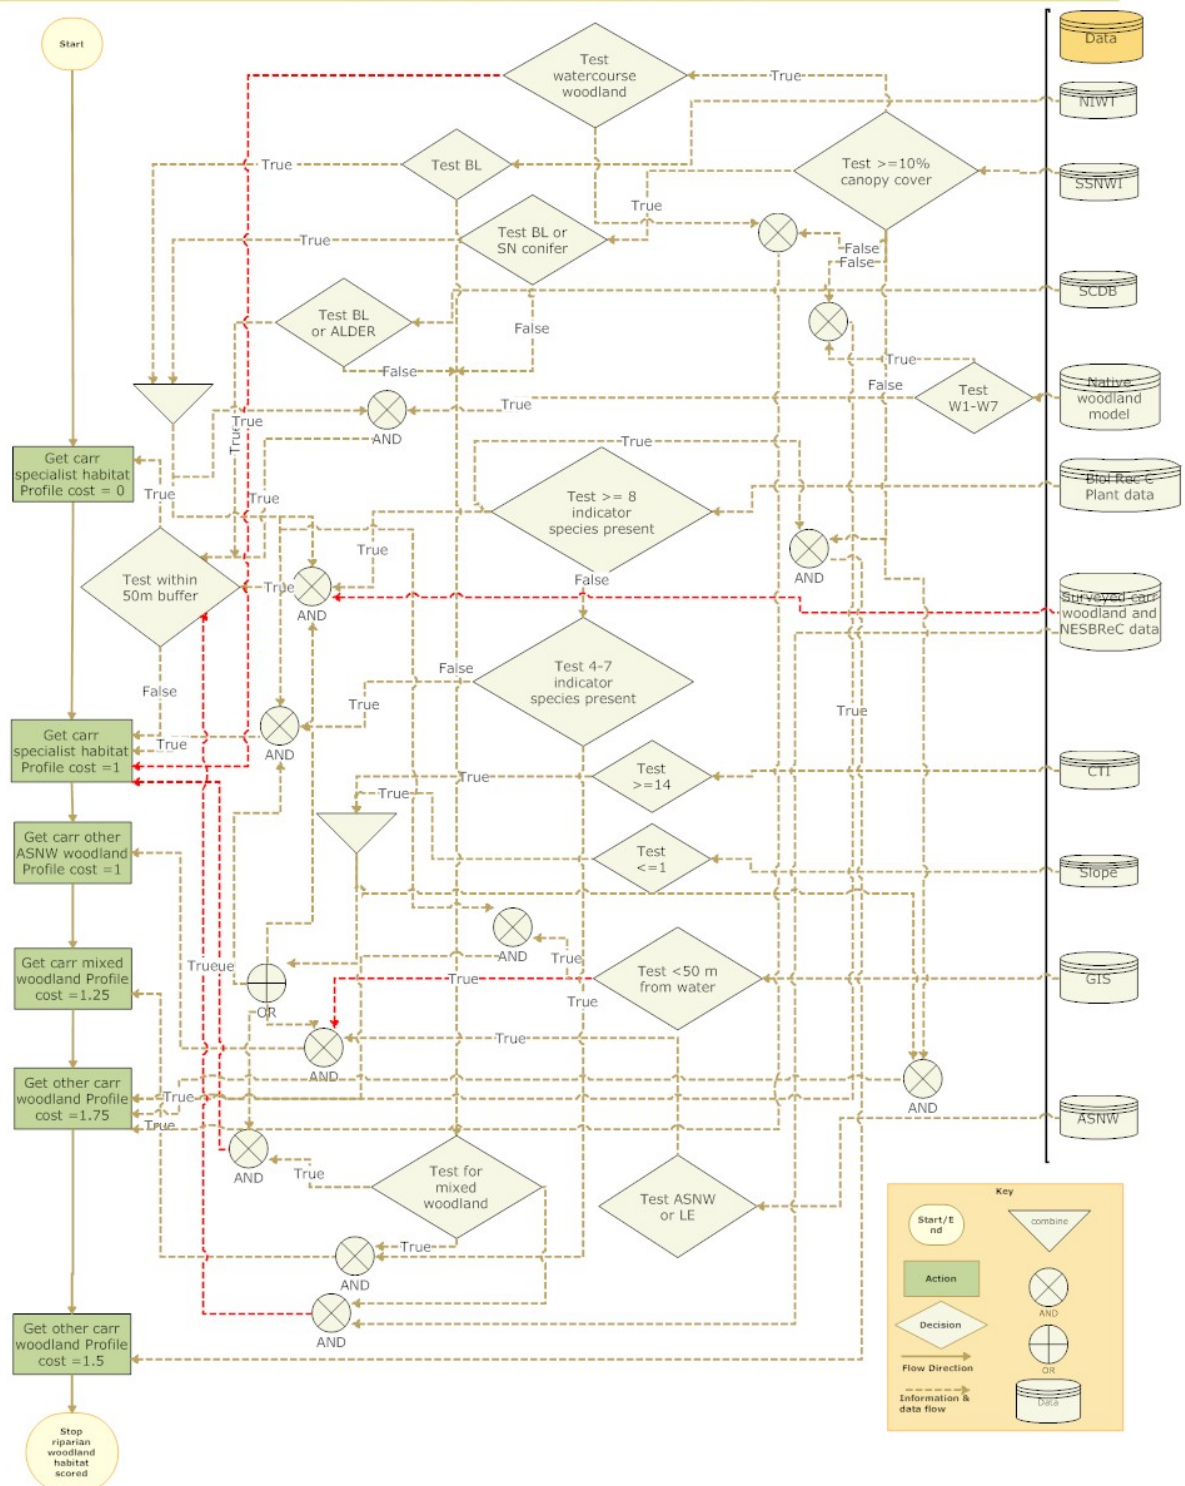 Start
Data
Test
watercourse
woodland
True
NIWT
Test BL
True
Test >=10%
canopy cover
SSNWI
True
Test BL or
SN conifer
True
False
False
SCDB
Test BL
or ALDER
False
False
True
Native
woodland
model
Test
W1-W7
False
True
AND
True
True
True
Get carr
specialist habitat
Profile cost = 0
True
True
Test >= 8
indicator
species present
Biol Rec C
Plant data
True
AND
Test within
50m buffer
True
AND
False
Surveyed carr
woodland and
NESBReC data
Test 4-7
indicator
species present
False
False
True
True
AND
Get carr
specialist habitat
Profile cost =1
True
Test
>=14
True
CTI
True
Get carr other
ASNW woodland
Profile cost =1
Test
<=1
Slope
AND
True
Get carr mixed
woodland Profile
cost =1.25
Trueue
True
Test <50 m
from water
GIS
True
OR
AND
True
Get other carr
woodland Profile
cost =1.75
True
True
AND
ASNW
AND
True
Test for
mixed
woodland
Test ASNW
or LE
True
AND
AND
Get other carr
woodland Profile
cost =1.5
Stop
riparian
woodland
habitat
scored
Key
Start/E
nd
combine
Action
AND
Decision
OR
Flow Direction
Information &
data flow
Data